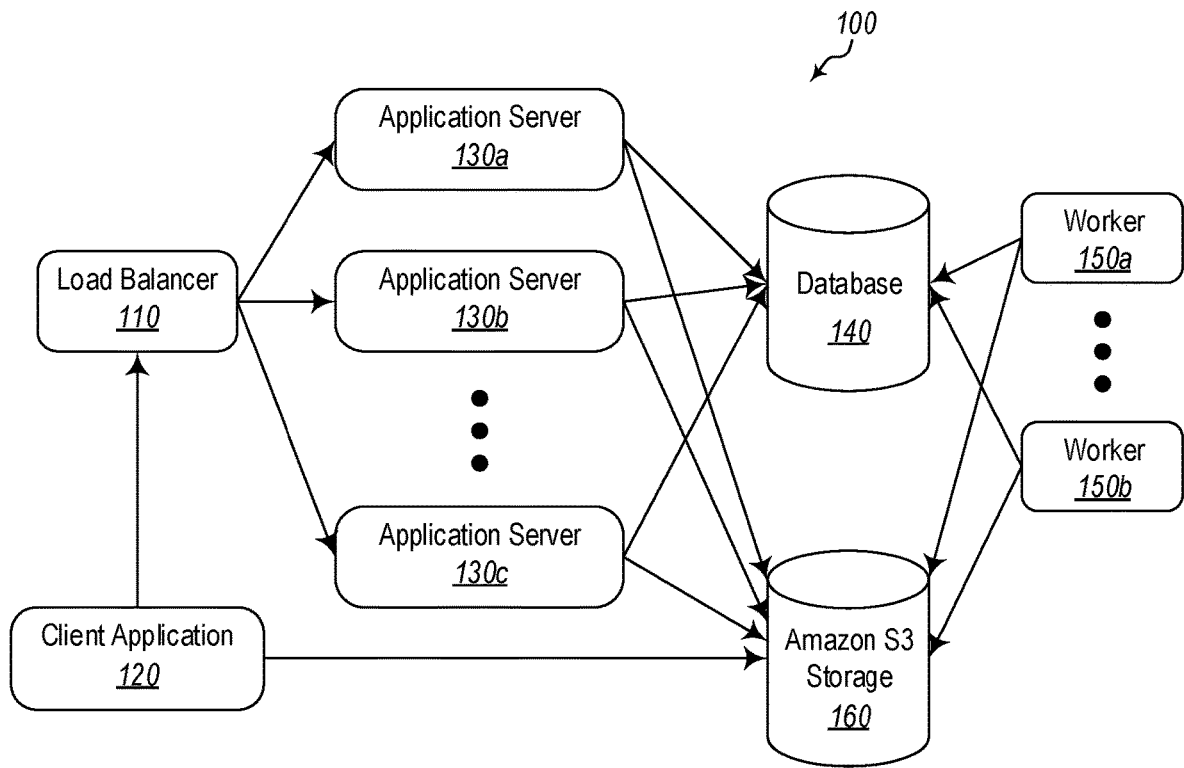 100
Application Server
130a
Load Balancer
110
Application Server
130b
Application Server
130c
Client Application
120
Database
140
Amazon S3
Storage
160
Worker
150a
Worker
150b